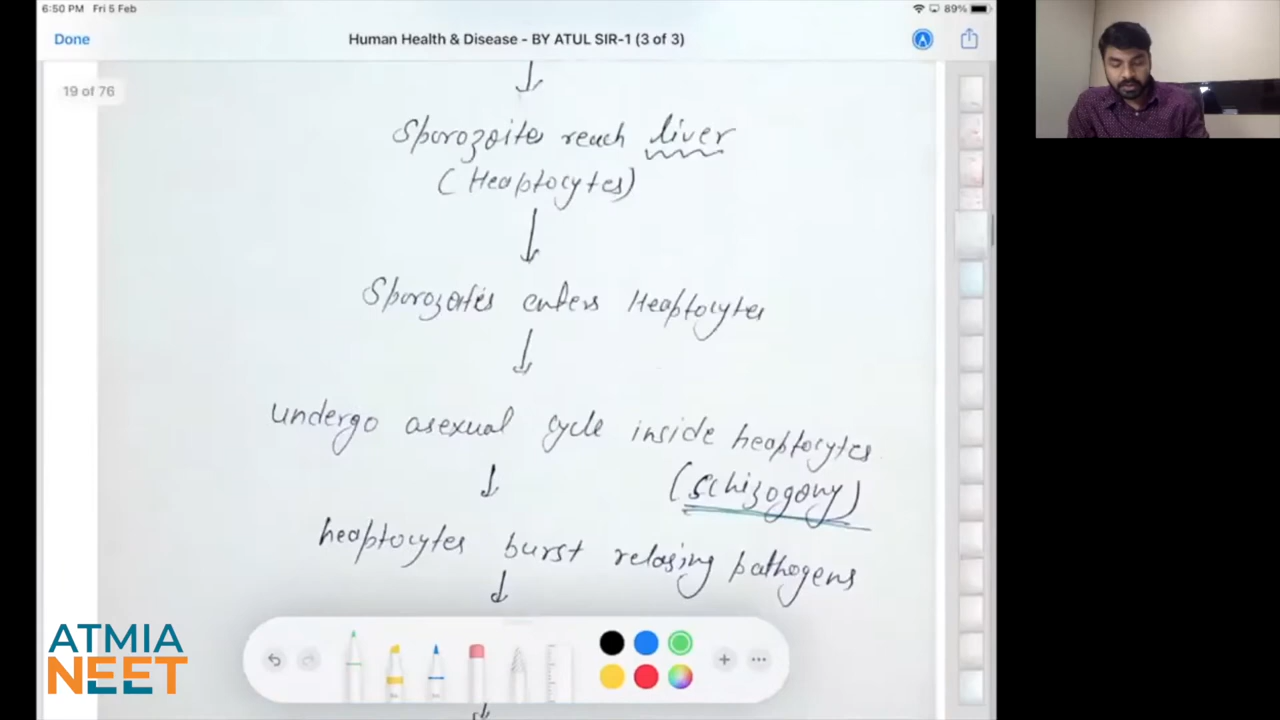 6:50 PM Fri 5 Feb
89%
Done
Human Health & Disease - BY ATUL SIR-1 (3 of 3)
19 of 76
Sporozoites reach liver
(Heaptocytes)
Sporozoites enters Heaptocytes
undergo asexual cycle inside heaptocytes
(schizogony)
heaptocytes burst relasing pathogens
ATMIA
NEET